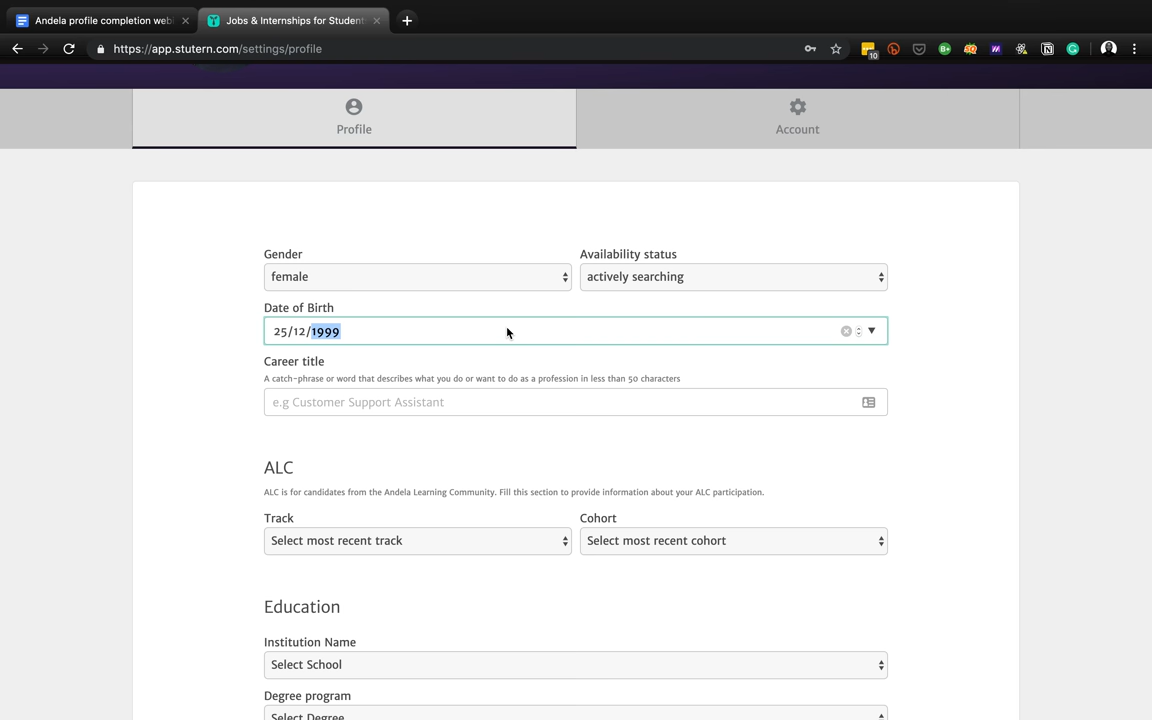 Andela profile completion web
Jobs & Internships for Student
https://app.stutern.com/settings/profile
10
Profile
Account
Gender
Availability status
female
actively searching
Date of Birth
25/12/1999
Career title
A catch-phrase or word that describes what you do or want to do as a profession in less than 50 characters
e.g Customer Support Assistant
ALC
ALC is for candidates from the Andela Learning Community. Fill this section to provide information about your ALC participation.
Track
Cohort
Select most recent track
Select most recent cohort
Education
Institution Name
Select School
Degree program
Select Degree